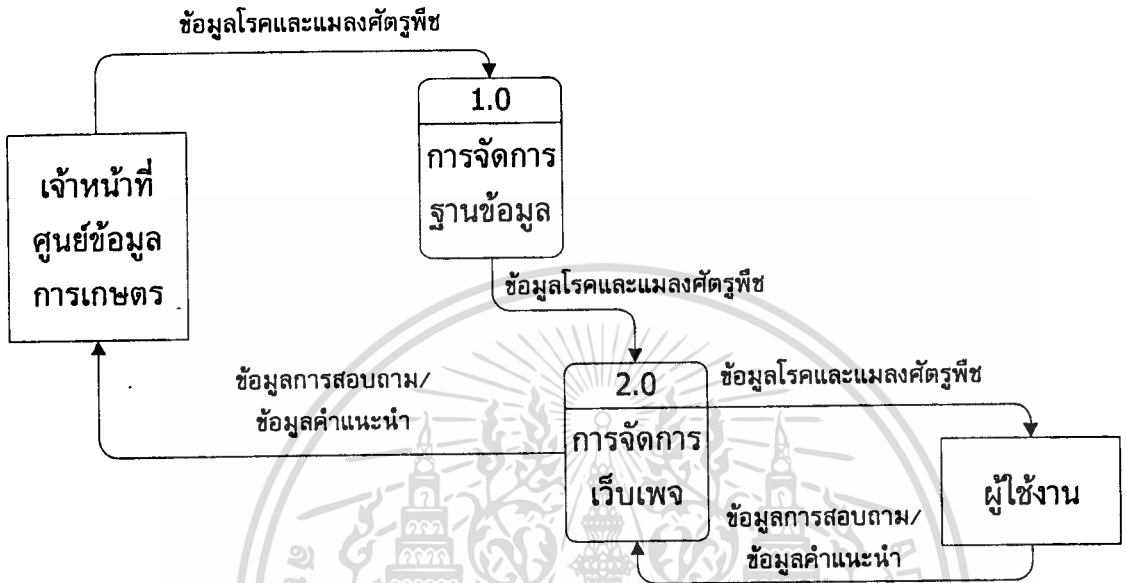 ข้อมูลโรคและแมลงศัตรูพืช
1.0
การจัดการ
ฐานข้อมูล
เจ้าหน้าที่
ศูนย์ข้อมูล
การเกษตร
ข้อมูลโรคและแมลงศัตรูพืช
ข้อมูลการสอบถาม/
ข้อมูลคำแนะนำ
2.0
การจัดการ
เว็บเพจ
ข้อมูลโรคและแมลงศัตรูพืช
ผู้ใช้งาน
ข้อมูลการสอบถาม/
ข้อมูลคำแนะนำ